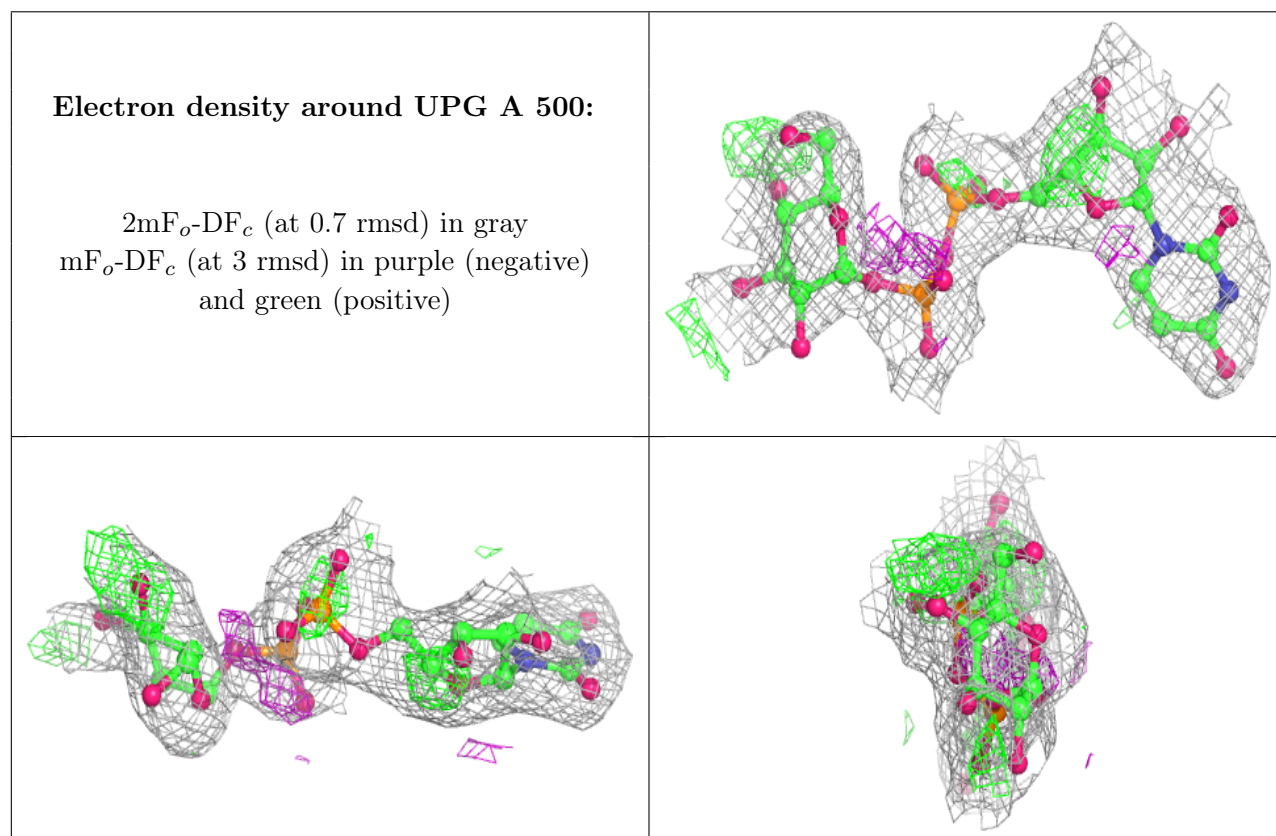 Electron density around UPG A 500:
2mFo-DFc (at 0.7 rmsd) in gray
mFo-DFc (at 3 rmsd) in purple (negative)
and green (positive)